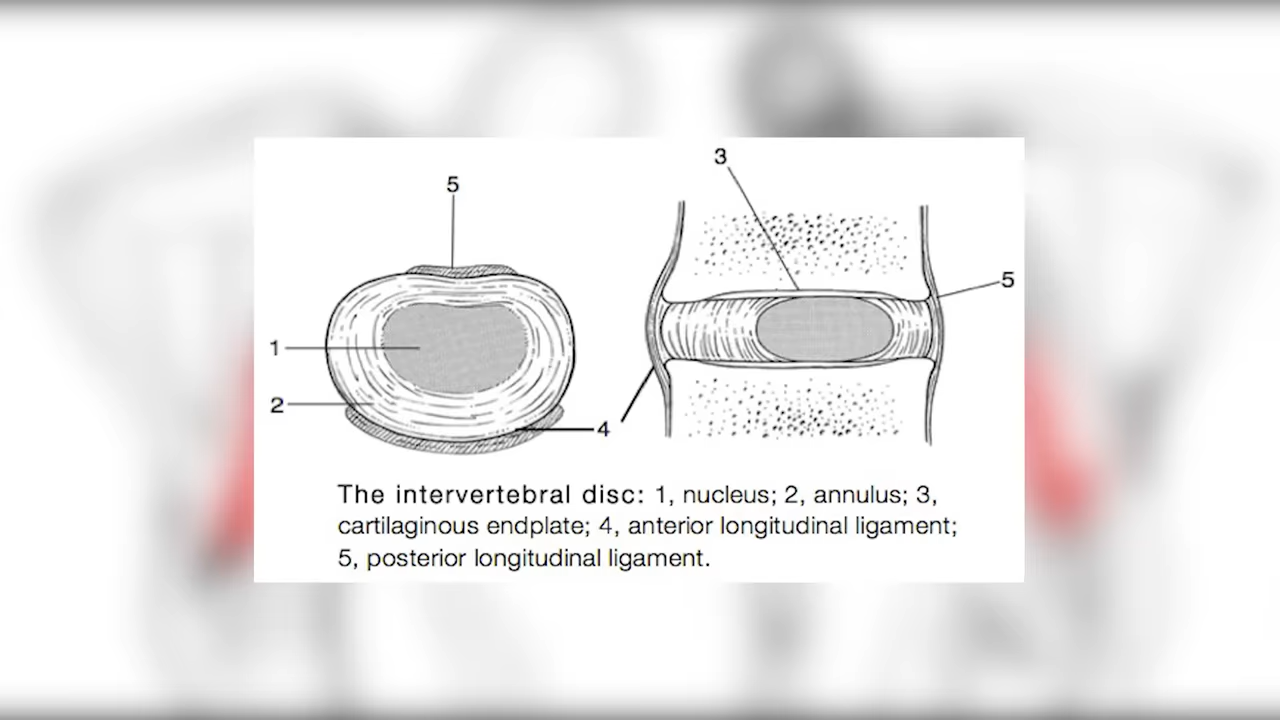 3
5
5
1
2
4
The intervertebral disc: 1, nucleus; 2, annulus; 3,
cartilaginous endplate; 4, anterior longitudinal ligament;
5, posterior longitudinal ligament.